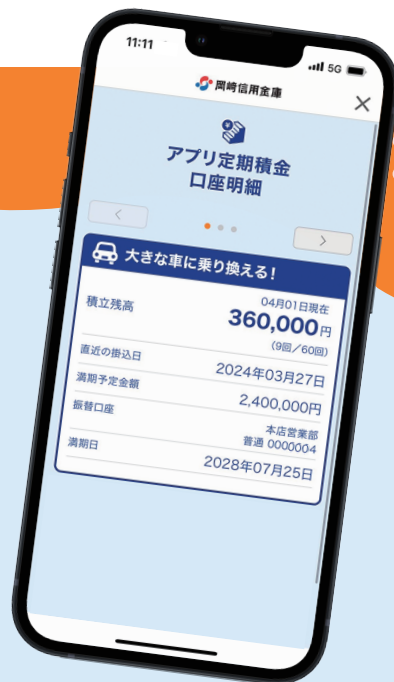 11:11
5G
岡崎信用金庫
アプリ定期積金
口座明細
大きな車に乗り換える！
04月01日現在
積立残高
360,000円
(9回／60回)
直近の掛込日
2024年03月27日
満期予定金額
2,400,000円
振替口座
本店営業部
普通 0000004
満期日
2028年07月25日